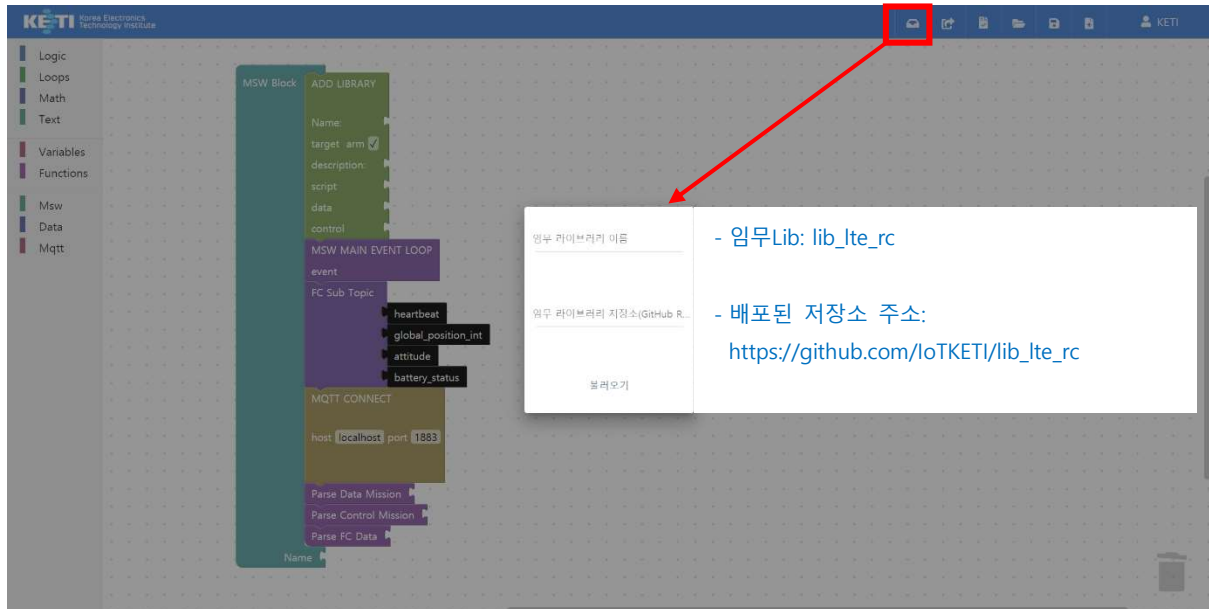 KETI Korea Electronics Technology Institute
KETI
Logic
Loops
Math
Text
Variables
Functions
Msw
Data
Mqtt
MSW Block
ADD LIBRARY
Name:
target arm
description:
script
data
control
MSW MAIN EVENT LOOP
event
FC Sub Topic
heartbeat
global_position_int
attitude
battery_status
MQTT CONNECT
host localhost port 1883
Parse Data Mission
Parse Control Mission
Parse FC Data
Name
임무 라이브러리 이름
임무 라이브러리 저장소(GitHub R...
불러오기
- 임무Lib: lib_lte_rc
- 배포된 저장소 주소:
https://github.com/IoTKETI/lib_lte_rc